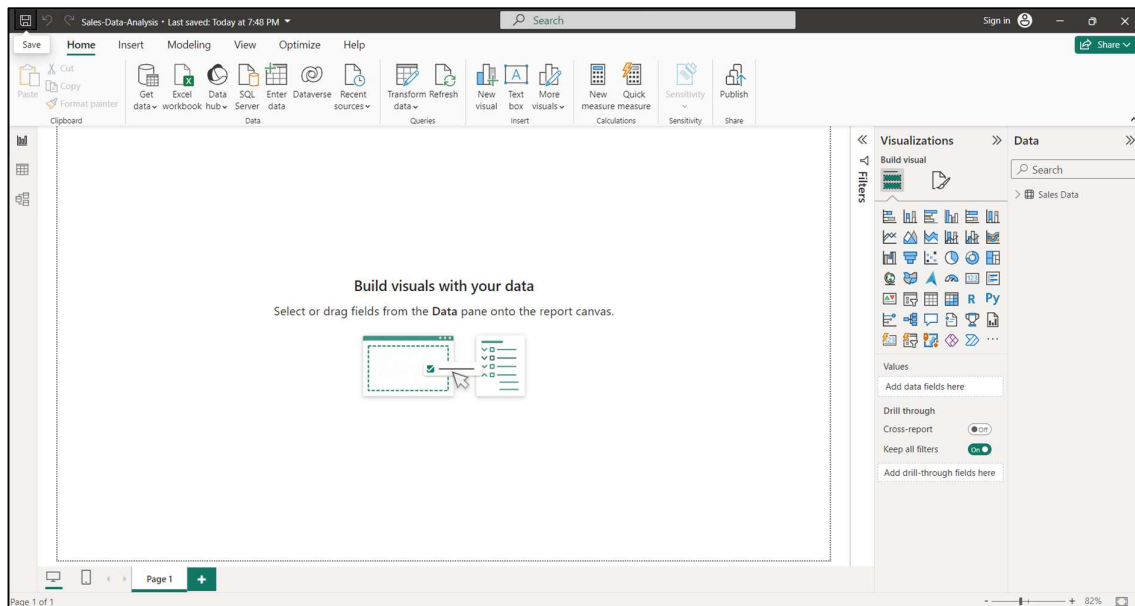 Sales-Data-Analysis • Last saved: Today at 7:48 PM
Search
Sign in
Save
Home Insert Modeling View Optimize Help
Share
Paste
Cut
Copy
Format painter
Clipboard
Get data
Excel workbook
Data hub
SQL Server
Enter data
Dataverse
Recent sources
Data
Transform data
Refresh
Queries
New visual
Text box
More visuals
Insert
New measure
Quick measure
Calculations
Sensitivity
Sensitivity
Publish
Share
Build visuals with your data
Select or drag fields from the Data pane onto the report canvas.
Filters
Visualizations
Build visual
123
R Py
Values
Add data fields here
Drill through
Cross-report Off
Keep all filters On
Add drill-through fields here
Data
Search
Sales Data
Page 1
Page 1 of 1
82%